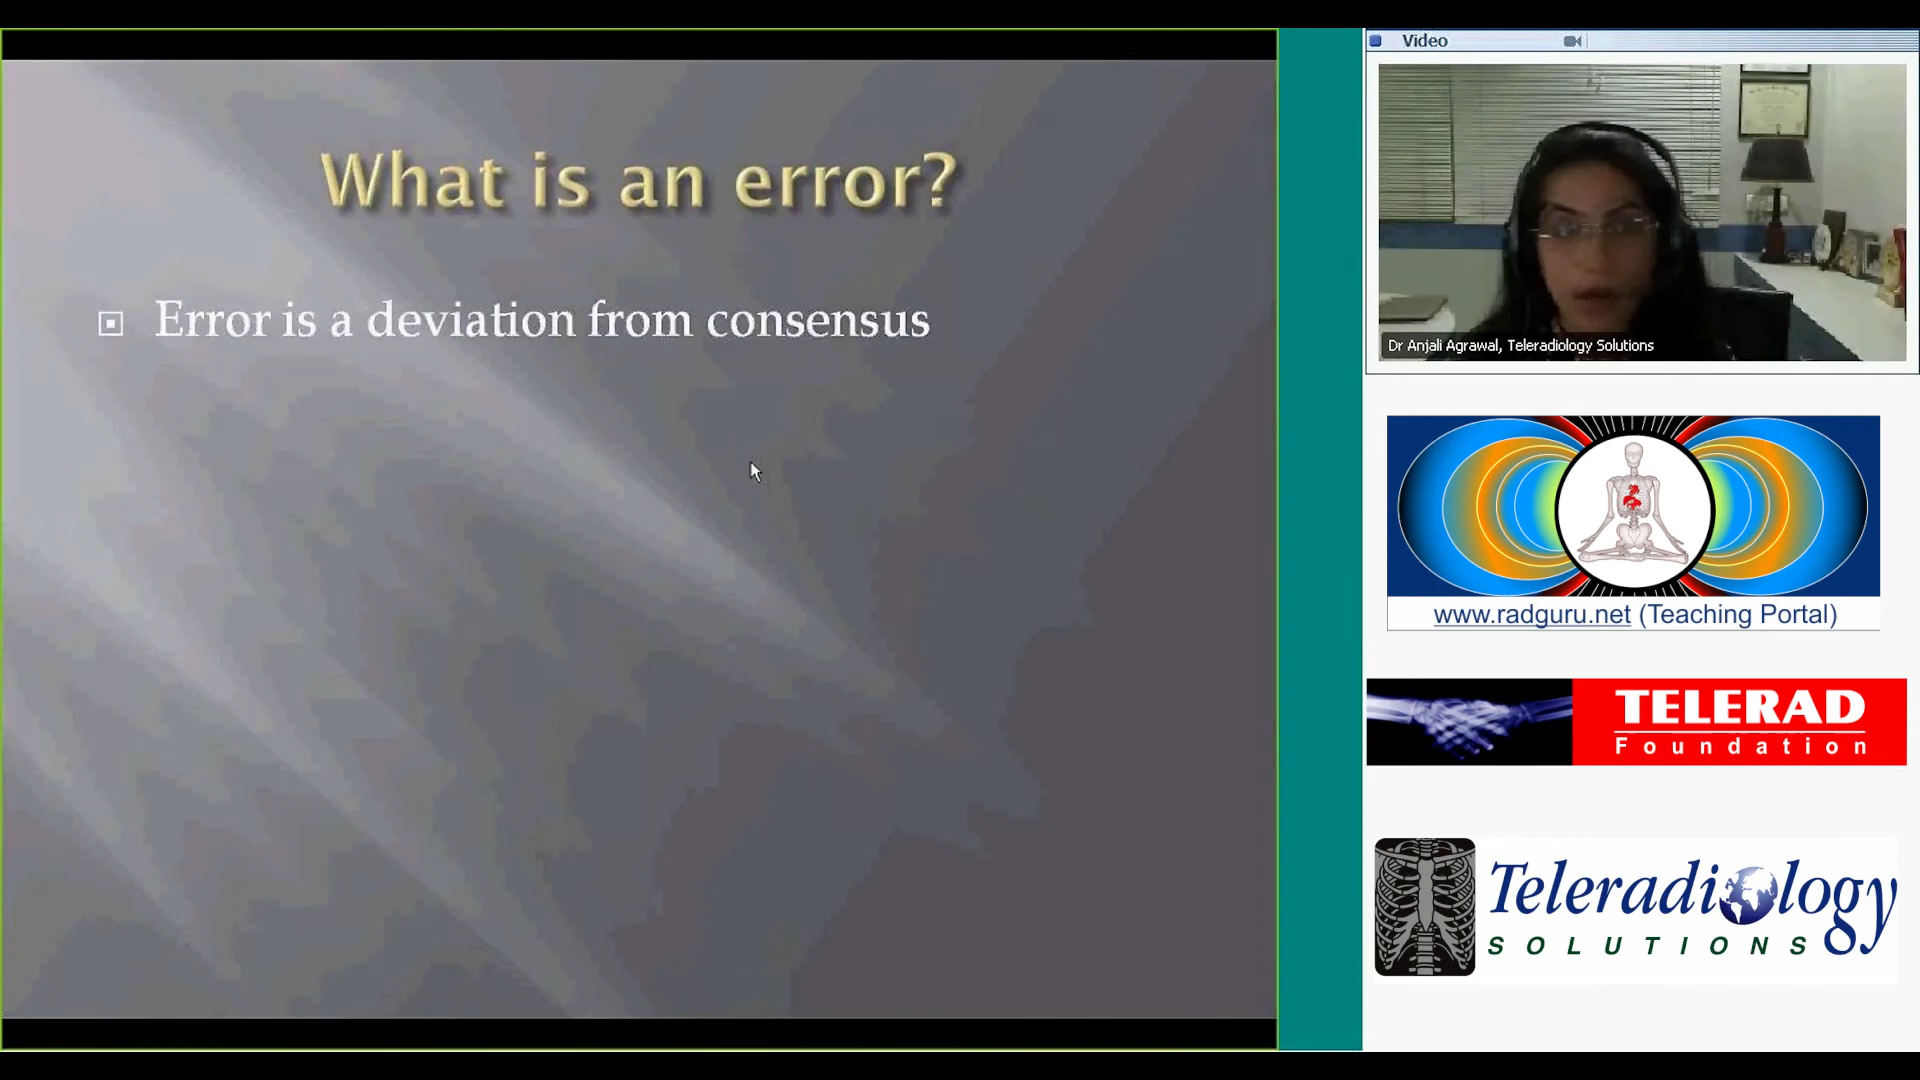 What is an error?
Error is a deviation from consensus
Video
Dr Anjali Agrawal, Teleradiology Solutions
www.radguru.net (Teaching Portal)
TELERAD
Foundation
Teleradiology
SOLUTIONS